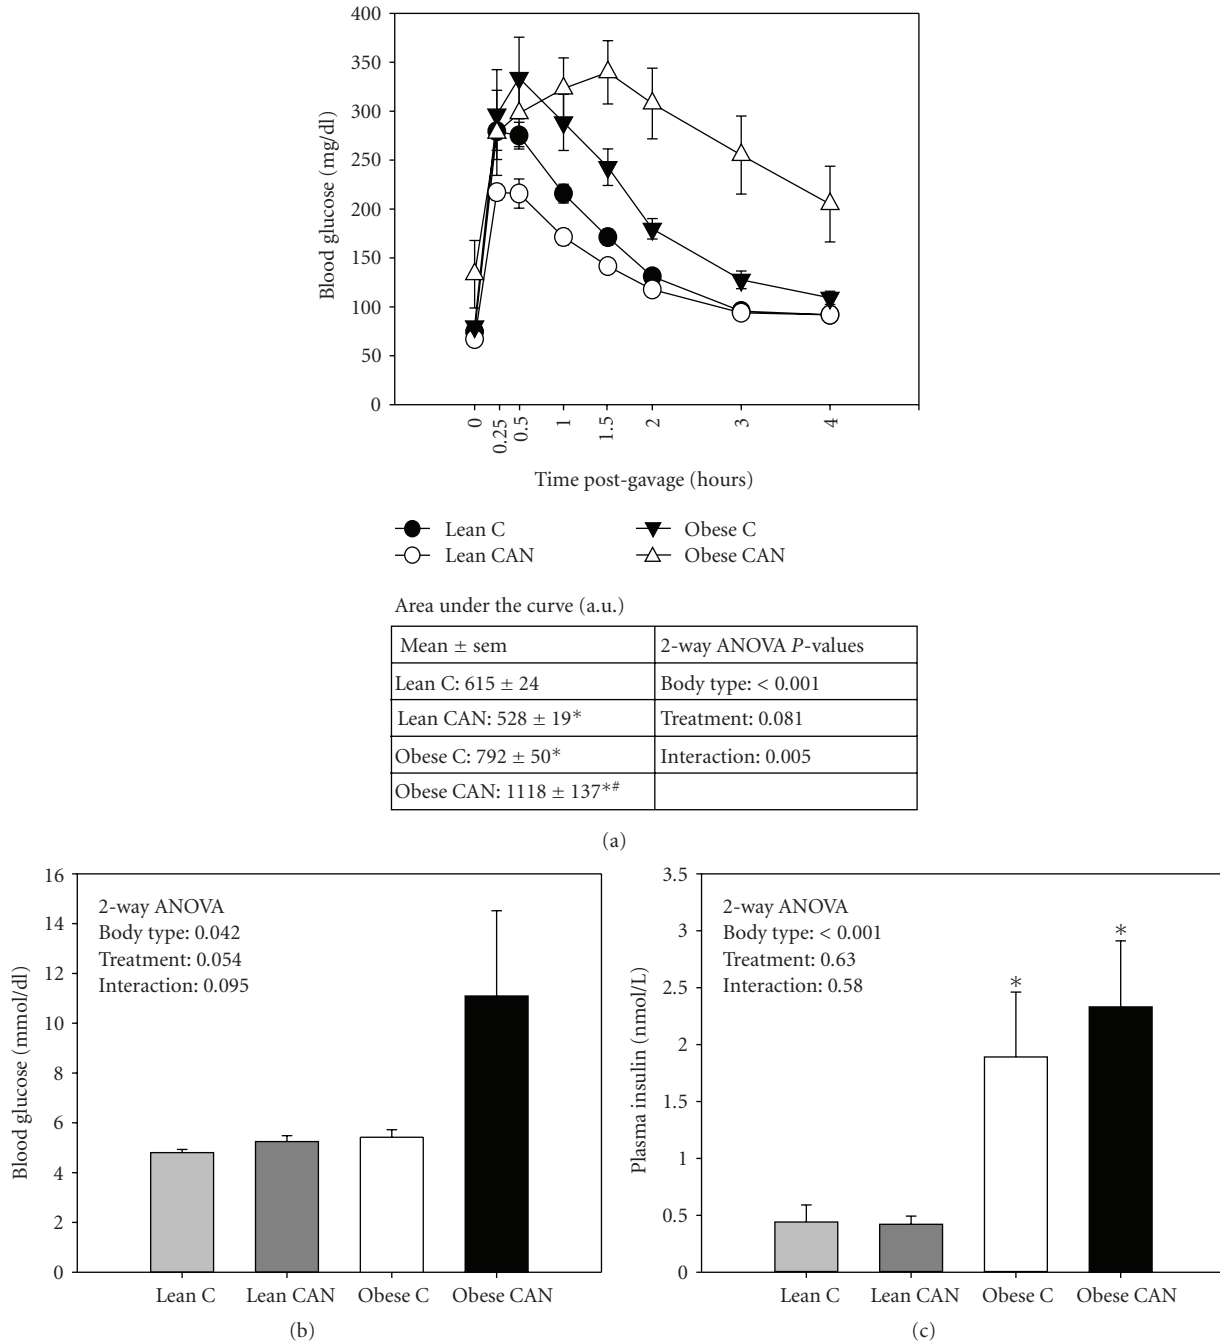 400
350
300
250
200
150
100
50
0
Blood glucose (mg/dl)
0
0.25
0.5
1
1.5
2
3
4
Time post-gavage (hours)
Lean C
Obese C
Lean CAN
Obese CAN
Area under the curve (a.u.)
Mean ± sem
2-way ANOVA P-values
Lean C: 615 ± 24
Body type: < 0.001
Lean CAN: 528 ± 19*
Treatment: 0.081
Obese C: 792 ± 50*
Interaction: 0.005
Obese CAN: 1118 ± 137*#
(a)
16
14
12
10
8
6
4
2
0
Blood glucose (mmol/dl)
2-way ANOVA
Body type: 0.042
Treatment: 0.054
Interaction: 0.095
Lean C
Lean CAN
Obese C
Obese CAN
(b)
3.5
3
2.5
2
1.5
1
0.5
0
Plasma insulin (nmol/L)
2-way ANOVA
Body type: < 0.001
Treatment: 0.63
Interaction: 0.58
*
*
Lean C
Lean CAN
Obese C
Obese CAN
(c)